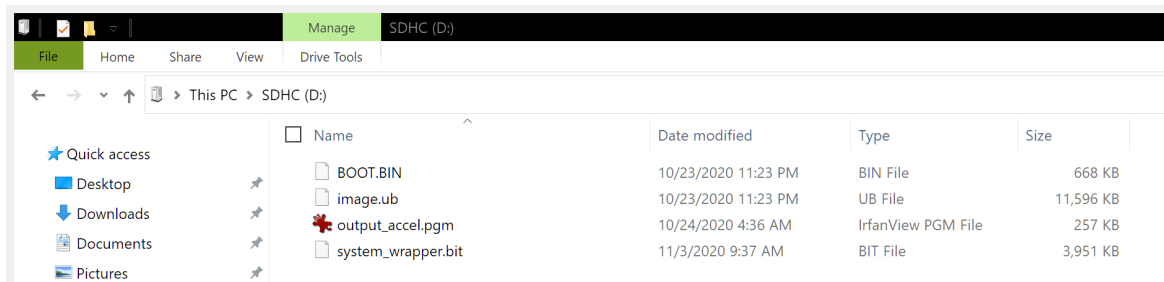 Manage SDHC (D:)
File Home Share View Drive Tools
This PC > SDHC (D:)
Name Date modified Type Size
Quick access
Desktop
Downloads
Documents
Pictures
BOOT.BIN 10/23/2020 11:23 PM BIN File 668 KB
image.ub 10/23/2020 11:23 PM UB File 11,596 KB
output_accel.pgm 10/24/2020 4:36 AM IrfanView PGM File 257 KB
system_wrapper.bit 11/3/2020 9:37 AM BIT File 3,951 KB